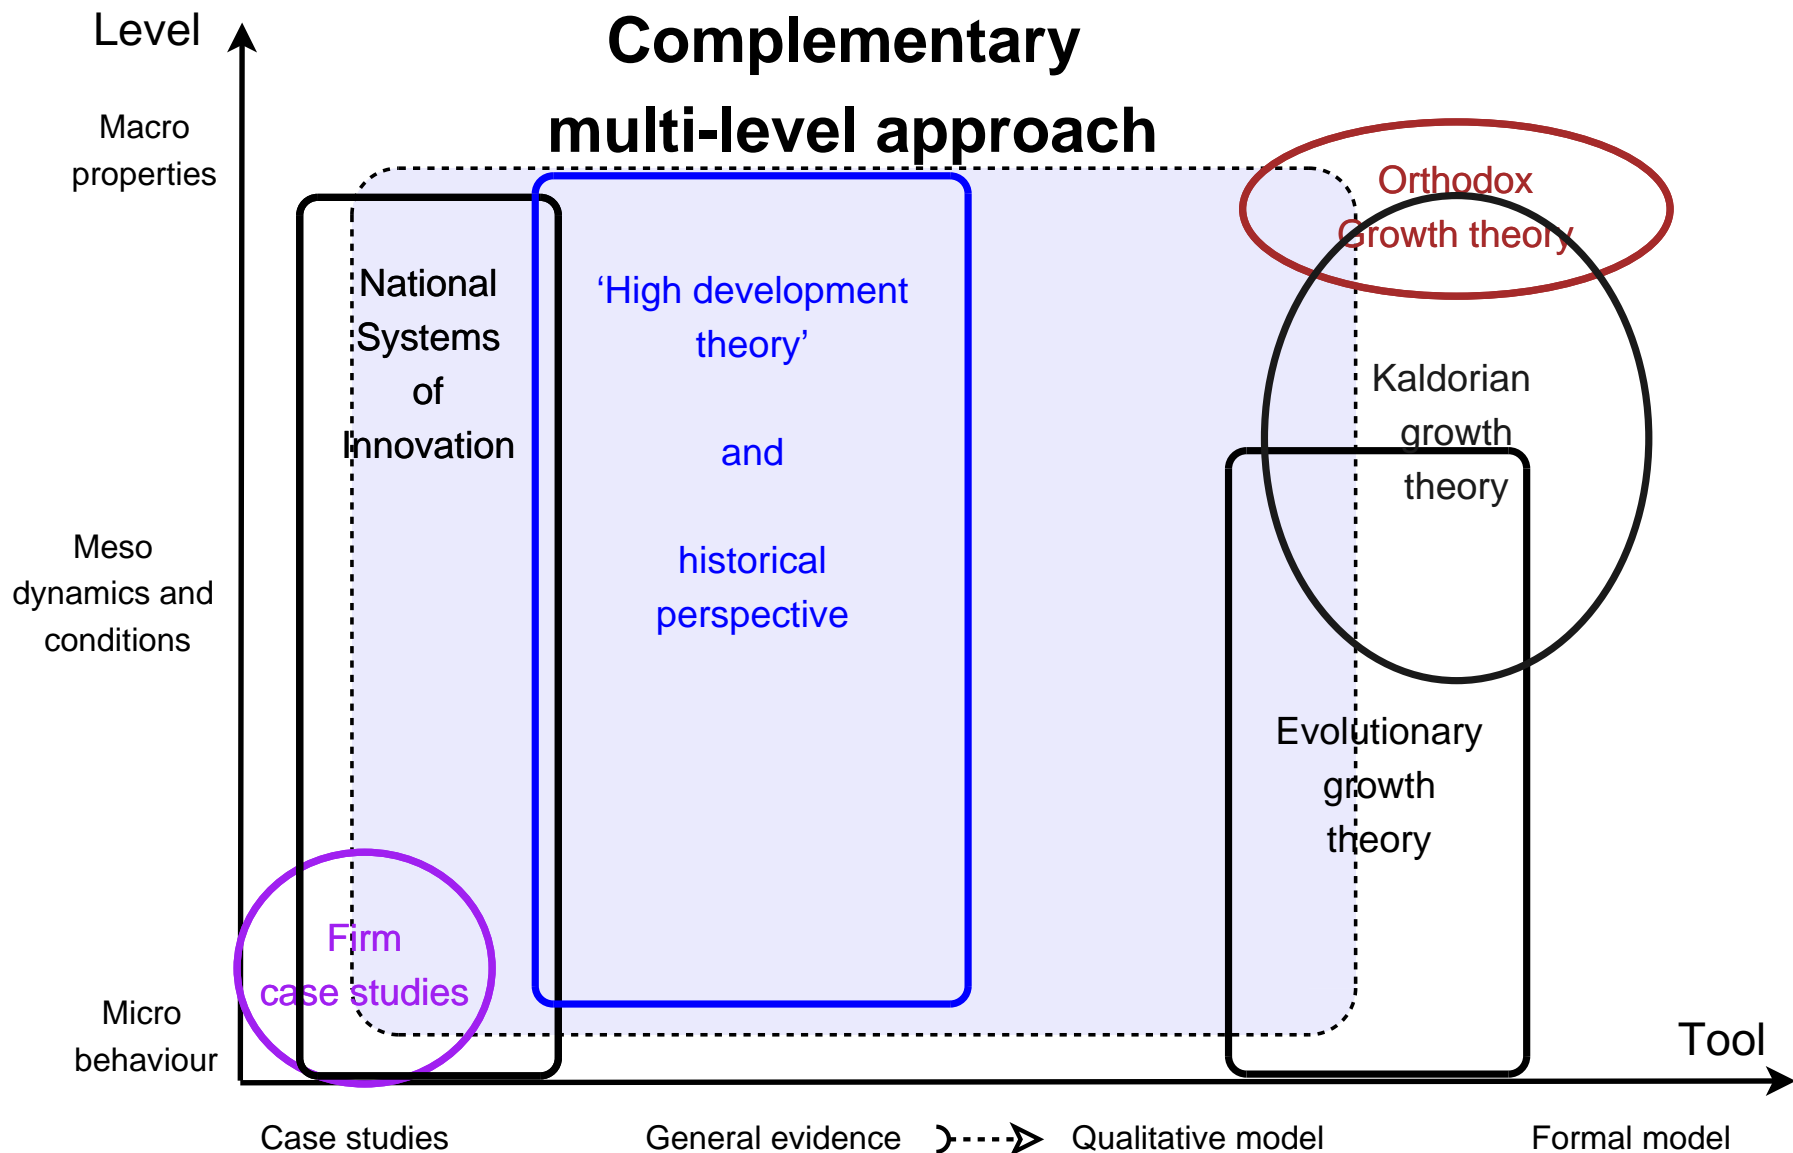 Level
Complementary
multi-level approach
Macro
properties
Orthodox
Growth theory
National
Systems
of
Innovation
‘High development
theory’
and
historical
perspective
Kaldorian
growth
theory
Meso
dynamics and
conditions
Evolutionary
growth
theory
Firm
case studies
Micro
behaviour
Tool
Case studies
General evidence
Qualitative model
Formal model